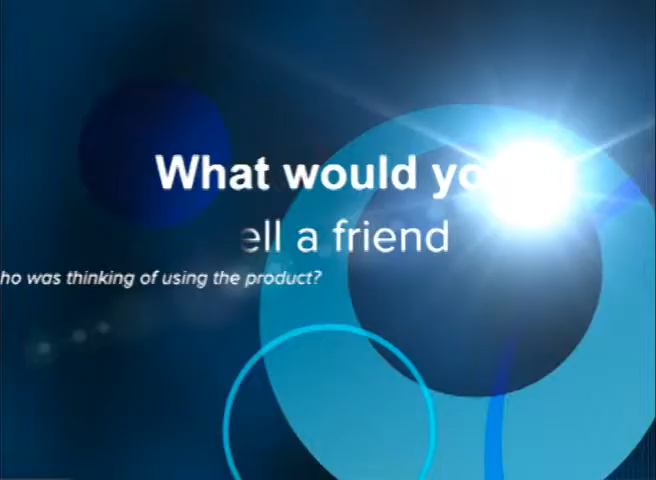 What would yo
ell a friend
ho was thinking of using the product?